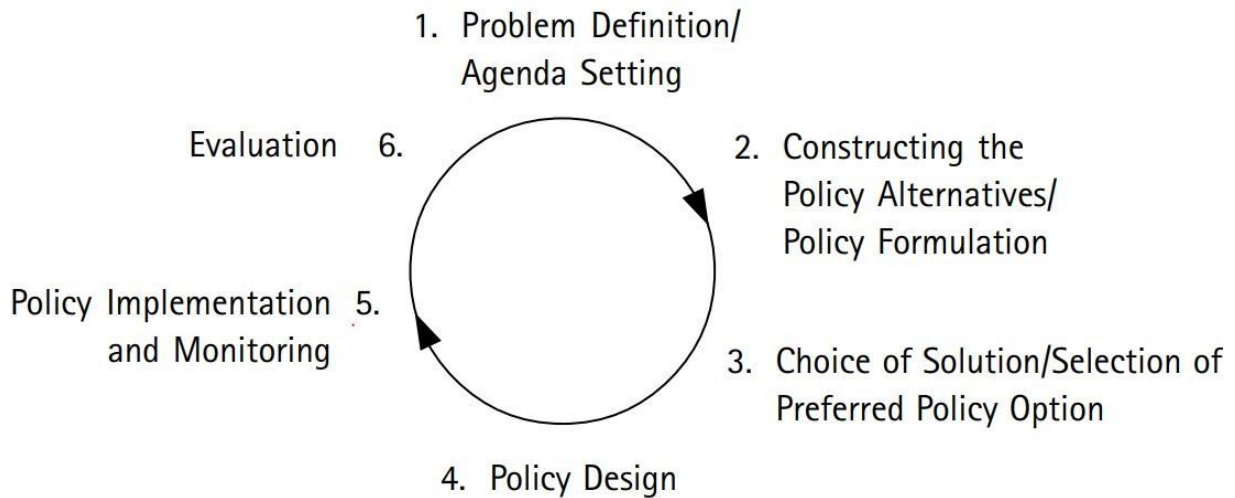 1. Problem Definition/
Agenda Setting
2. Constructing the
Policy Alternatives/
Policy Formulation
3. Choice of Solution/Selection of
Preferred Policy Option
4. Policy Design
Policy Implementation 5.
and Monitoring
Evaluation 6.